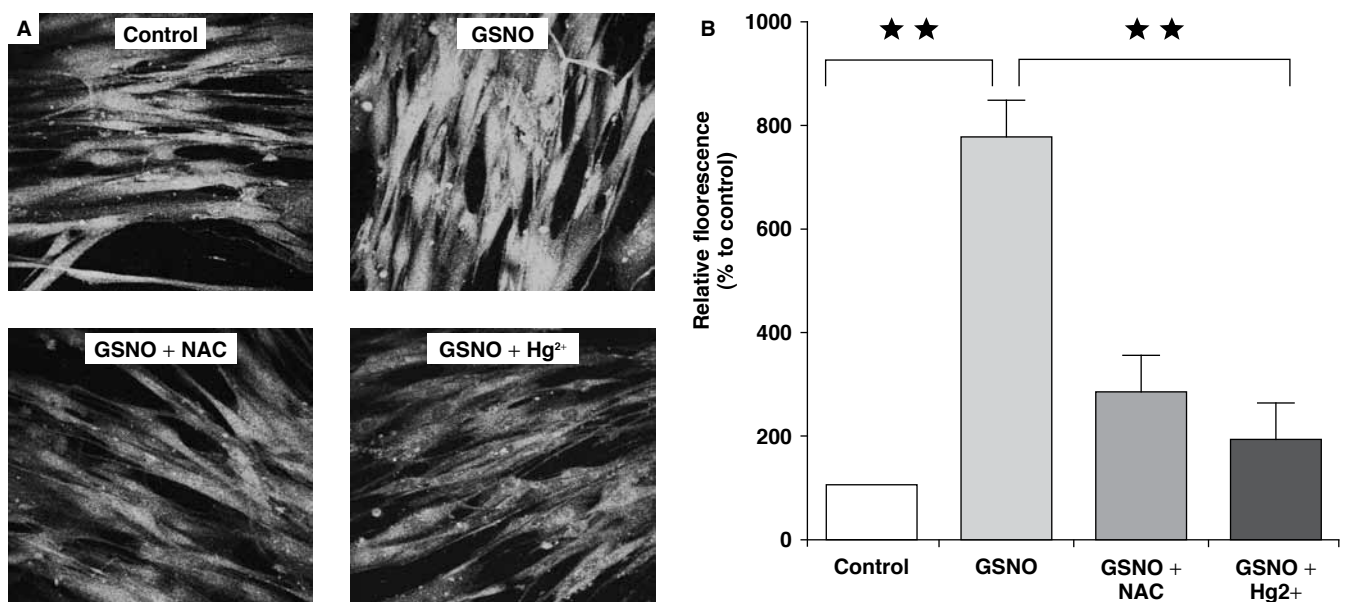 A
Control
GSNO
GSNO + NAC
GSNO + Hg²⁺
B
★ ★
★ ★
Relative floorescence
(% to control)
1000
800
600
400
200
0
Control
GSNO
GSNO +
NAC
GSNO +
Hg2+